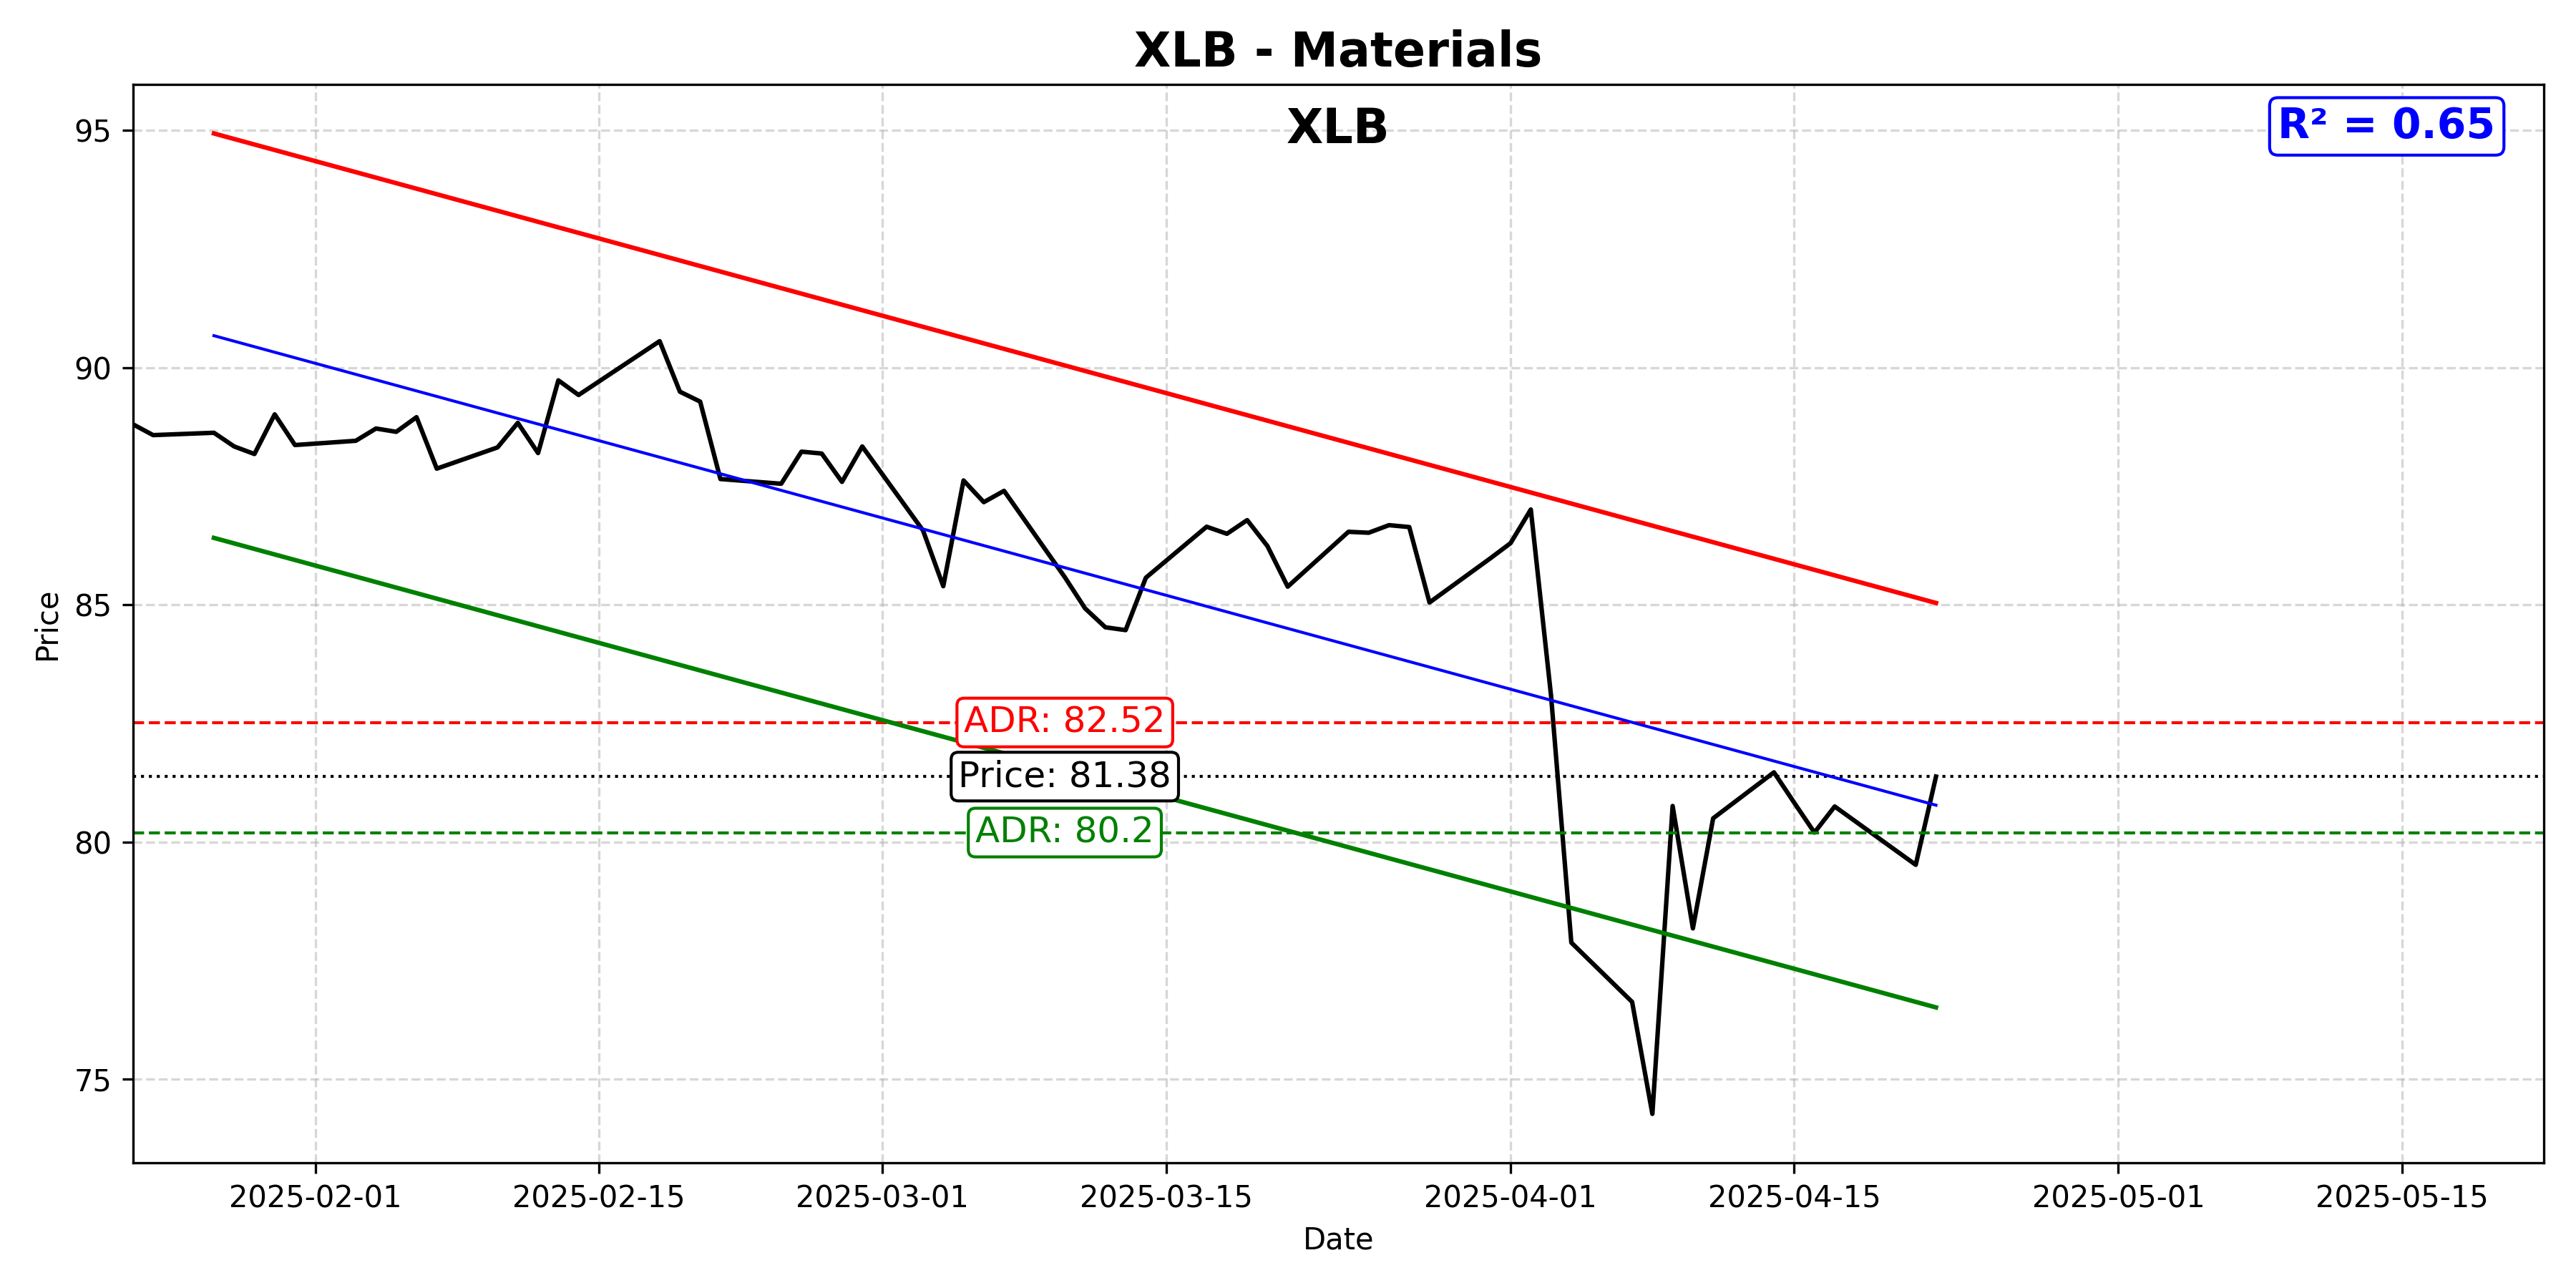 XLB - Materials
XLB
R² = 0.65
95
90
85
80
75
Price
ADR: 82.52
Price: 81.38
ADR: 80.2
2025-02-01
2025-02-15
2025-03-01
2025-03-15
2025-04-01
2025-04-15
2025-05-01
2025-05-15
Date